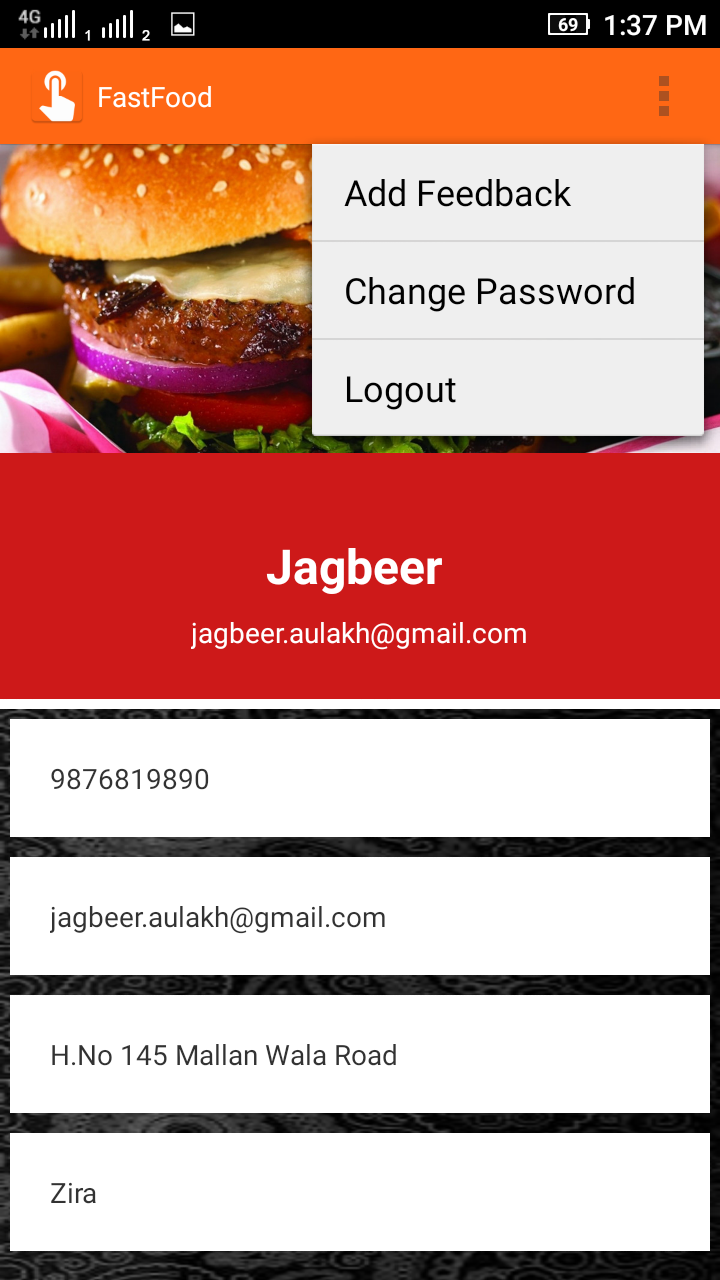 4G 1 2 69 1:37 PM
FastFood
Add Feedback
Change Password
Logout
Jagbeer
jagbeer.aulakh@gmail.com
9876819890
jagbeer.aulakh@gmail.com
H.No 145 Mallan Wala Road
Zira